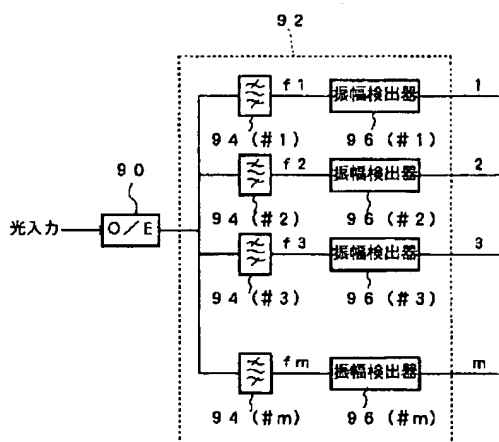 92
f1
振幅検出器
1
94 (#1)
96 (#1)
90
f2
振幅検出器
2
94 (#2)
96 (#2)
光入力
O/E
f3
振幅検出器
3
94 (#3)
96 (#3)
fm
振幅検出器
m
94 (#m)
96 (#m)